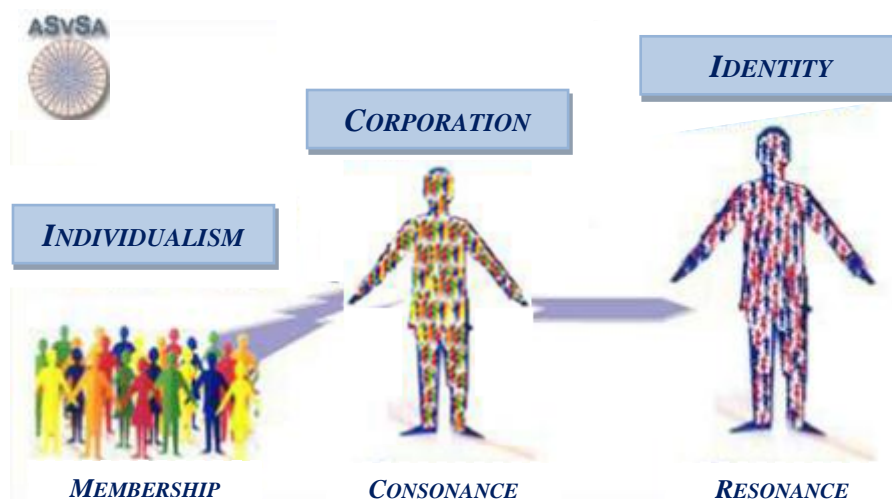 ASVSA
IDENTITY
CORPORATION
INDIVIDUALISM
MEMBERSHIP
CONSONANCE
RESONANCE